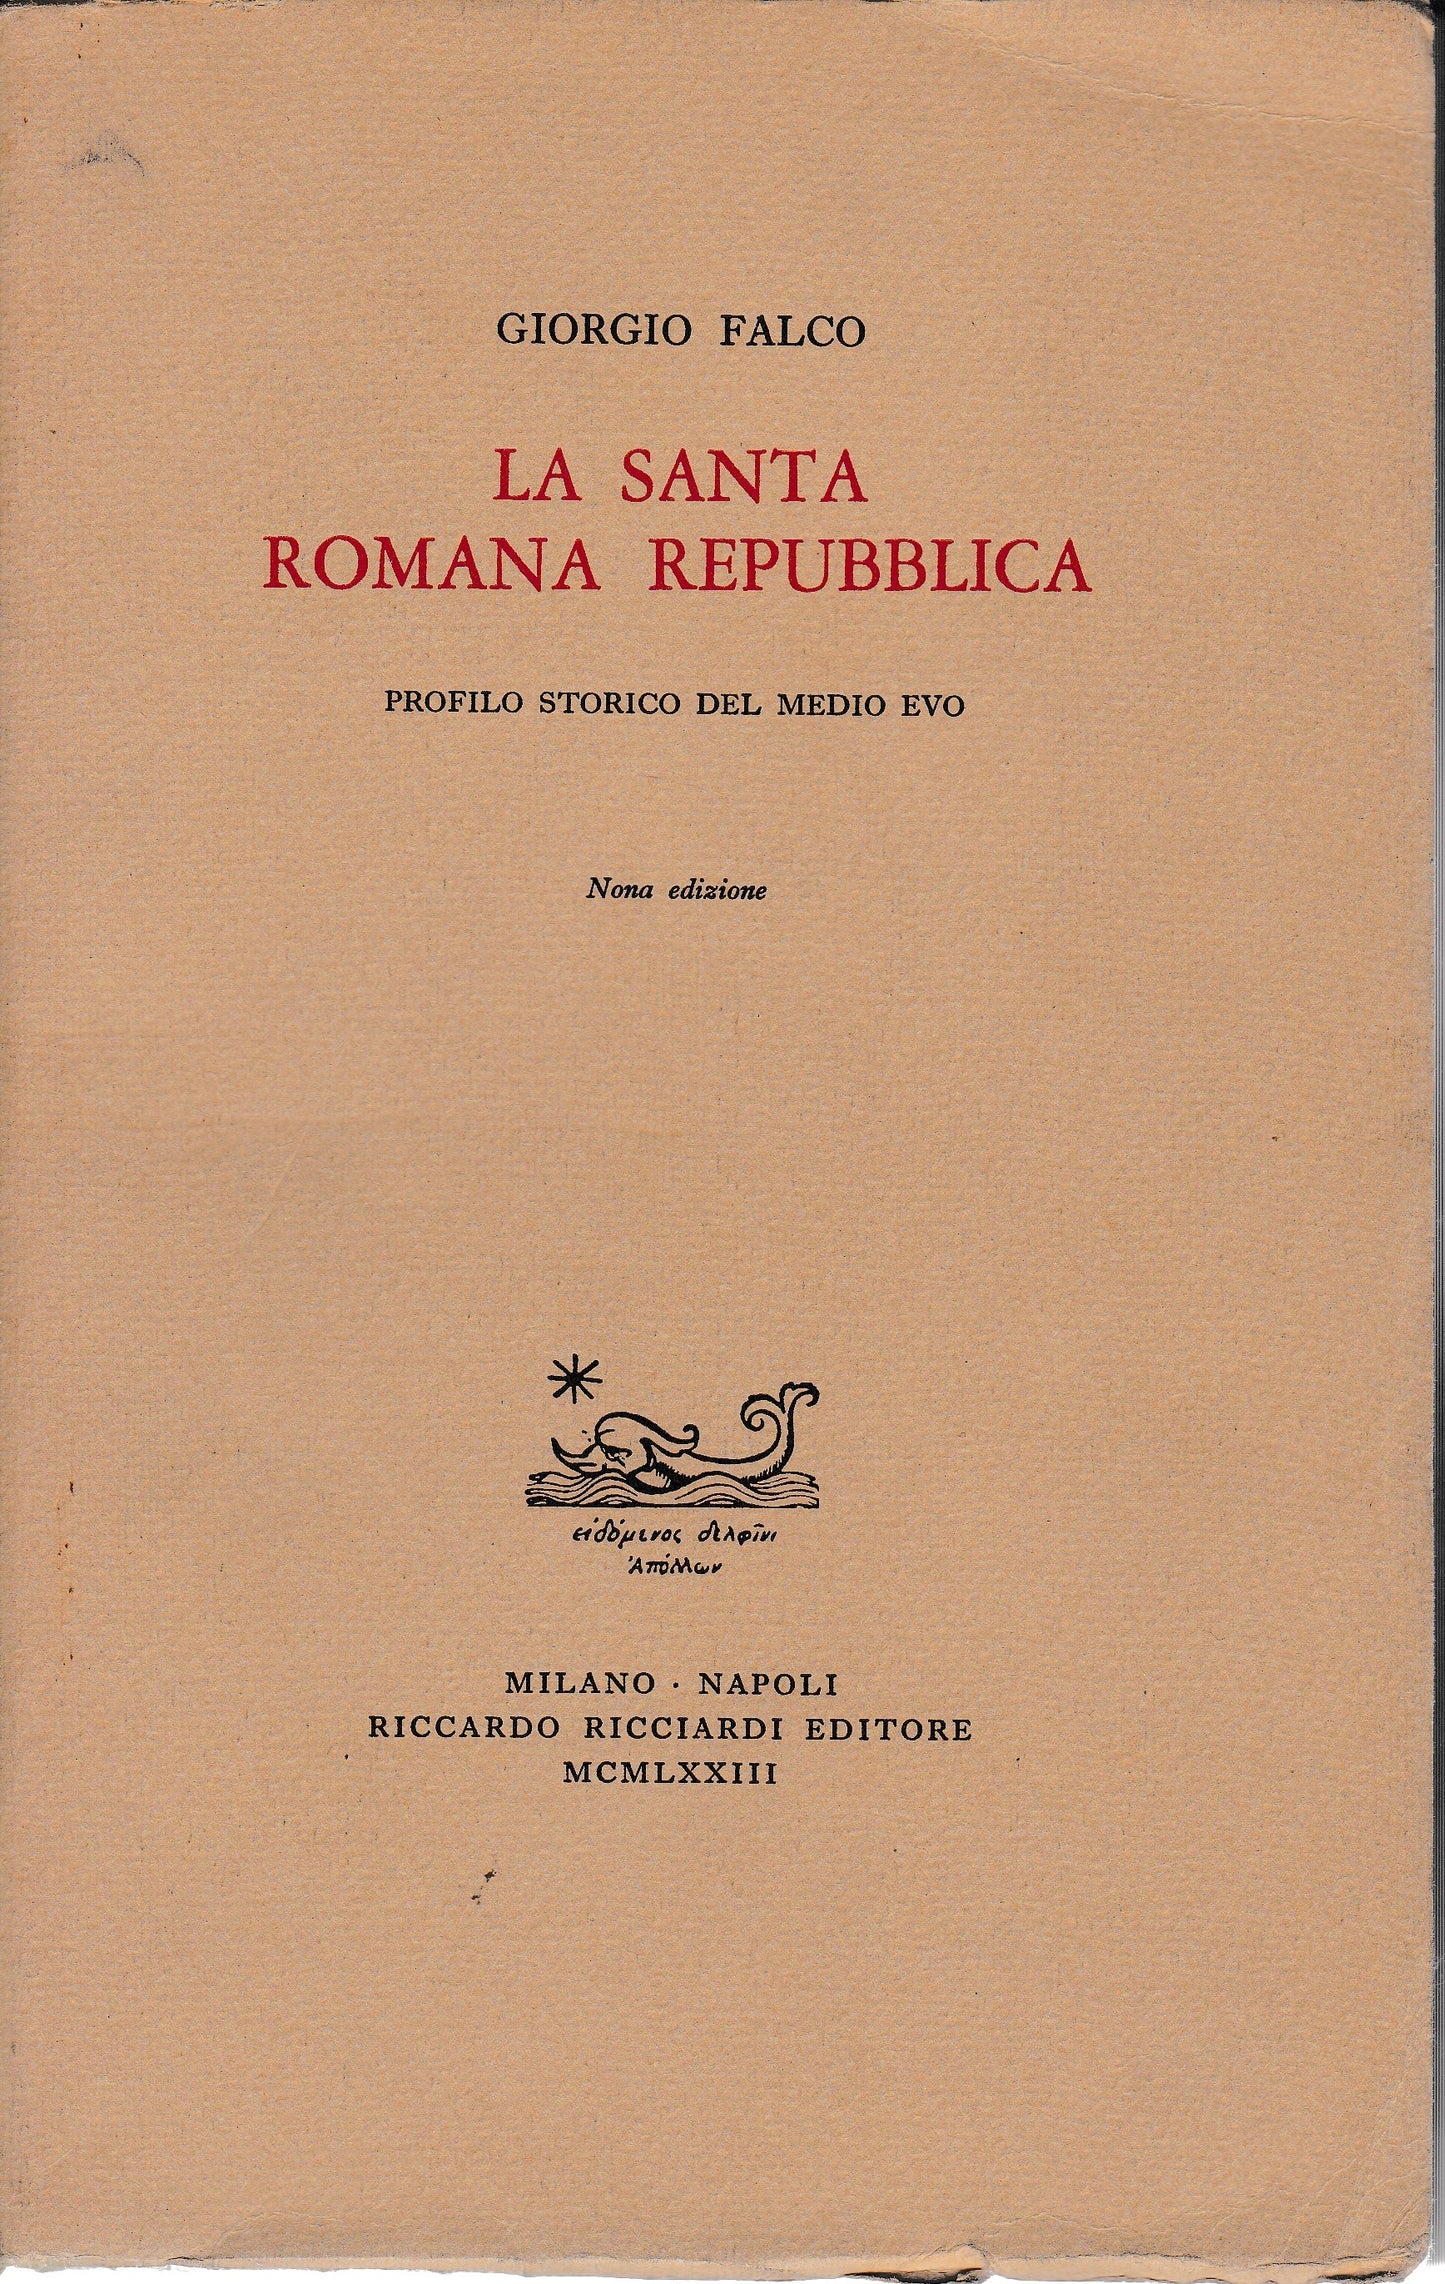 GIORGIO FALCO
LA SANTA
ROMANA REPUBBLICA
PROFILO STORICO DEL MEDIO EVO
Nona edizione
εἰδόμενος δελφῖνι
Ἀπόλλων
MILANO · NAPOLI
RICCARDO RICCIARDI EDITORE
MCMLXXIII